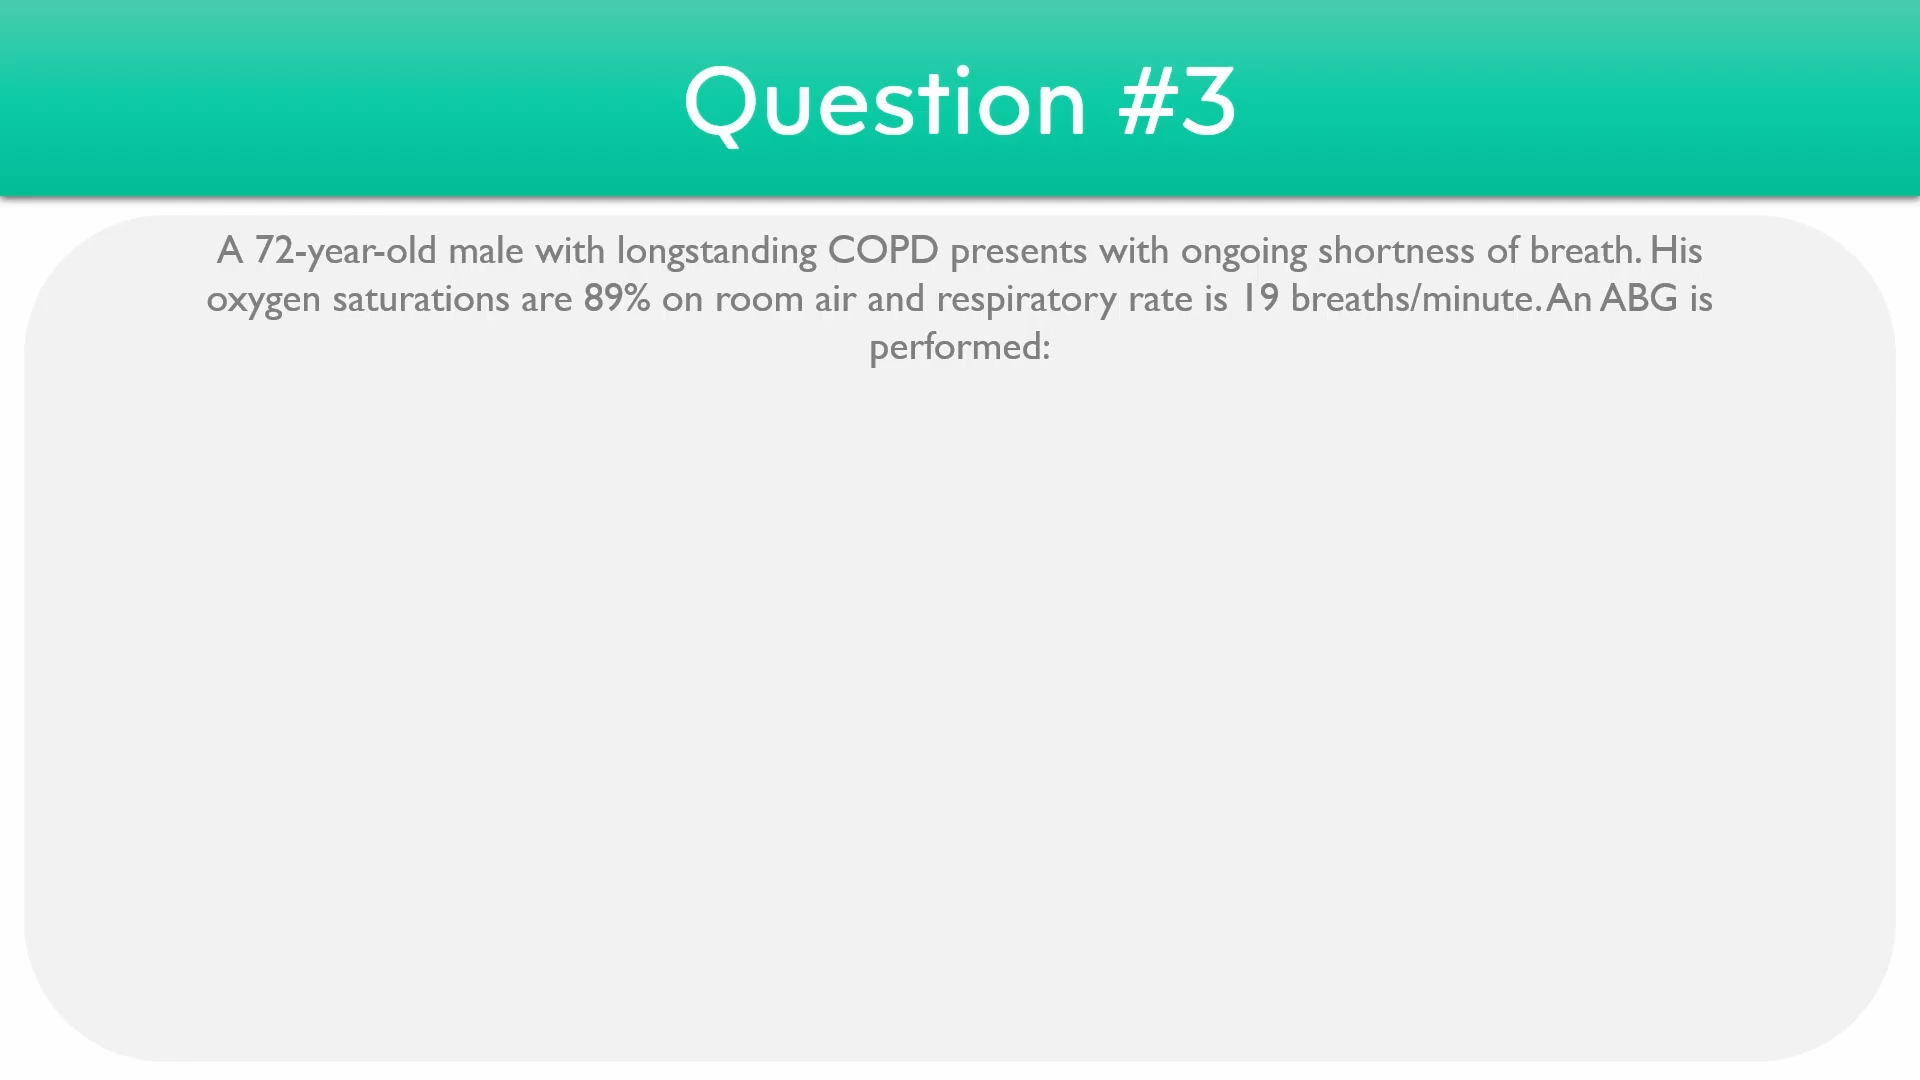 Question #3
A 72-year-old male with longstanding COPD presents with ongoing shortness of breath. His
oxygen saturations are 89% on room air and respiratory rate is 19 breaths/minute. An ABG is
performed: